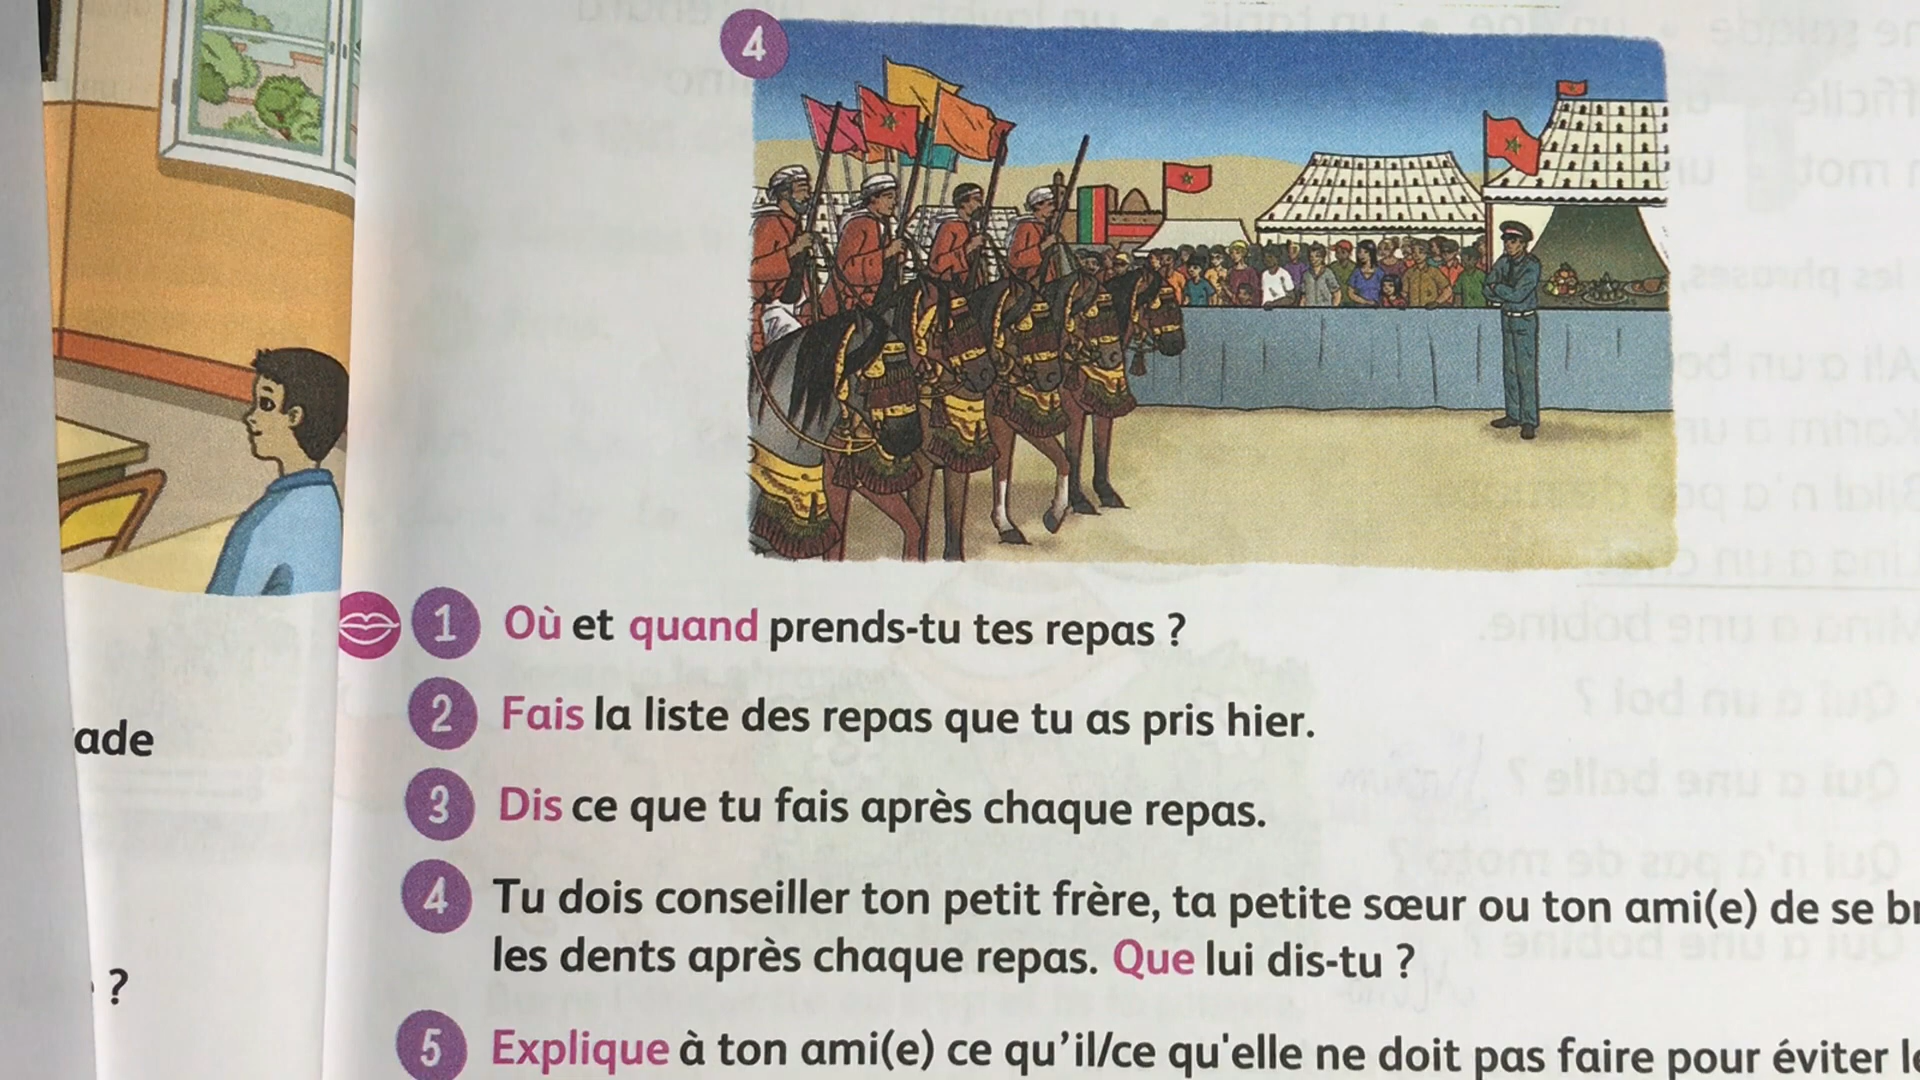 4
1 Où et quand prends-tu tes repas ?
2 Fais la liste des repas que tu as pris hier.
3 Dis ce que tu fais après chaque repas.
4 Tu dois conseiller ton petit frère, ta petite sœur ou ton ami(e) de se
les dents après chaque repas. Que lui dis-tu ?
5 Explique à ton ami(e) ce qu'il/ce qu'elle ne doit pas faire pour éviter
ade
?